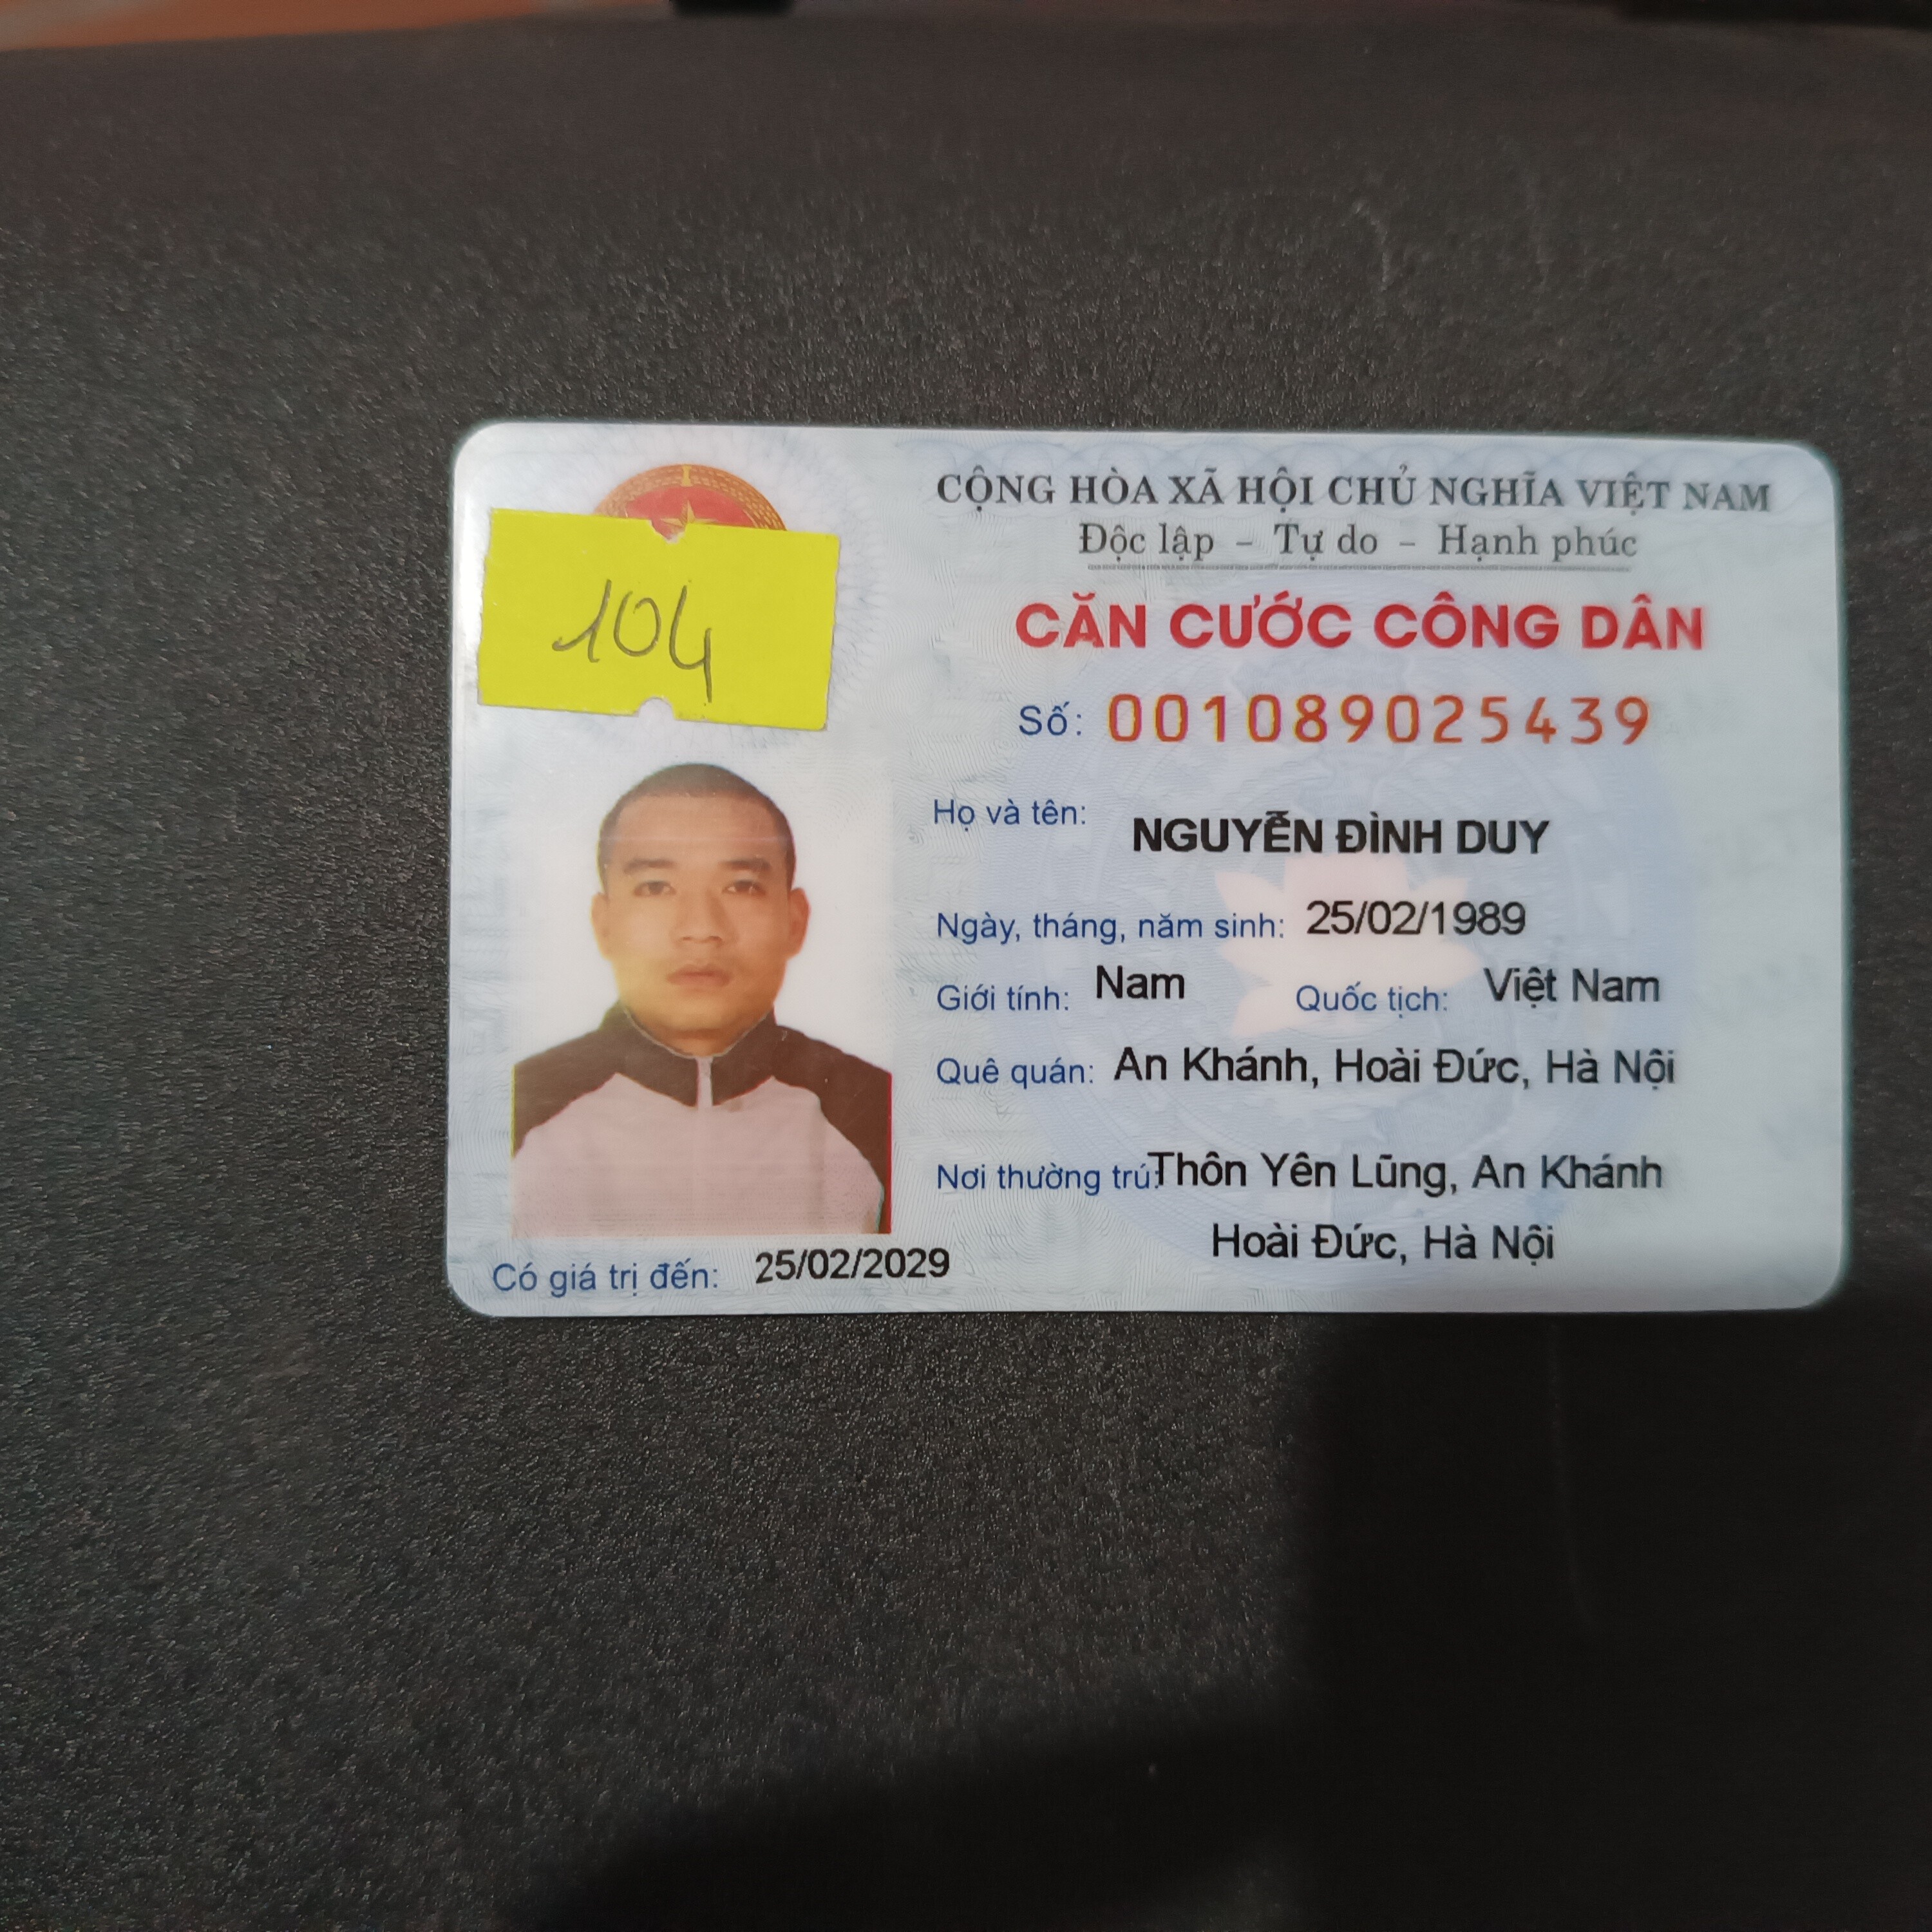 CỘNG HÒA XÃ HỘI CHỦ NGHĨA VIỆT NAM
Độc lập - Tự do - Hạnh phúc
CĂN CƯỚC CÔNG DÂN
104
Số: 001089025439
Họ và tên: NGUYỄN ĐÌNH DUY
Ngày, tháng, năm sinh: 25/02/1989
Giới tính: Nam Quốc tịch: Việt Nam
Quê quán: An Khánh, Hoài Đức, Hà Nội
Nơi thường trú: Thôn Yên Lũng, An Khánh
Hoài Đức, Hà Nội
Có giá trị đến: 25/02/2029